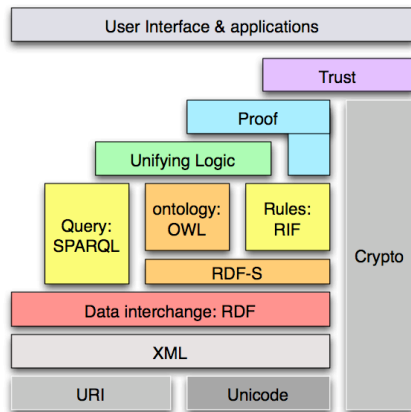 User Interface & applications
Trust
Proof
Unifying Logic
Query:
SPARQL
ontology:
OWL
Rules:
RIF
Crypto
RDF-S
Data interchange: RDF
XML
URI
Unicode